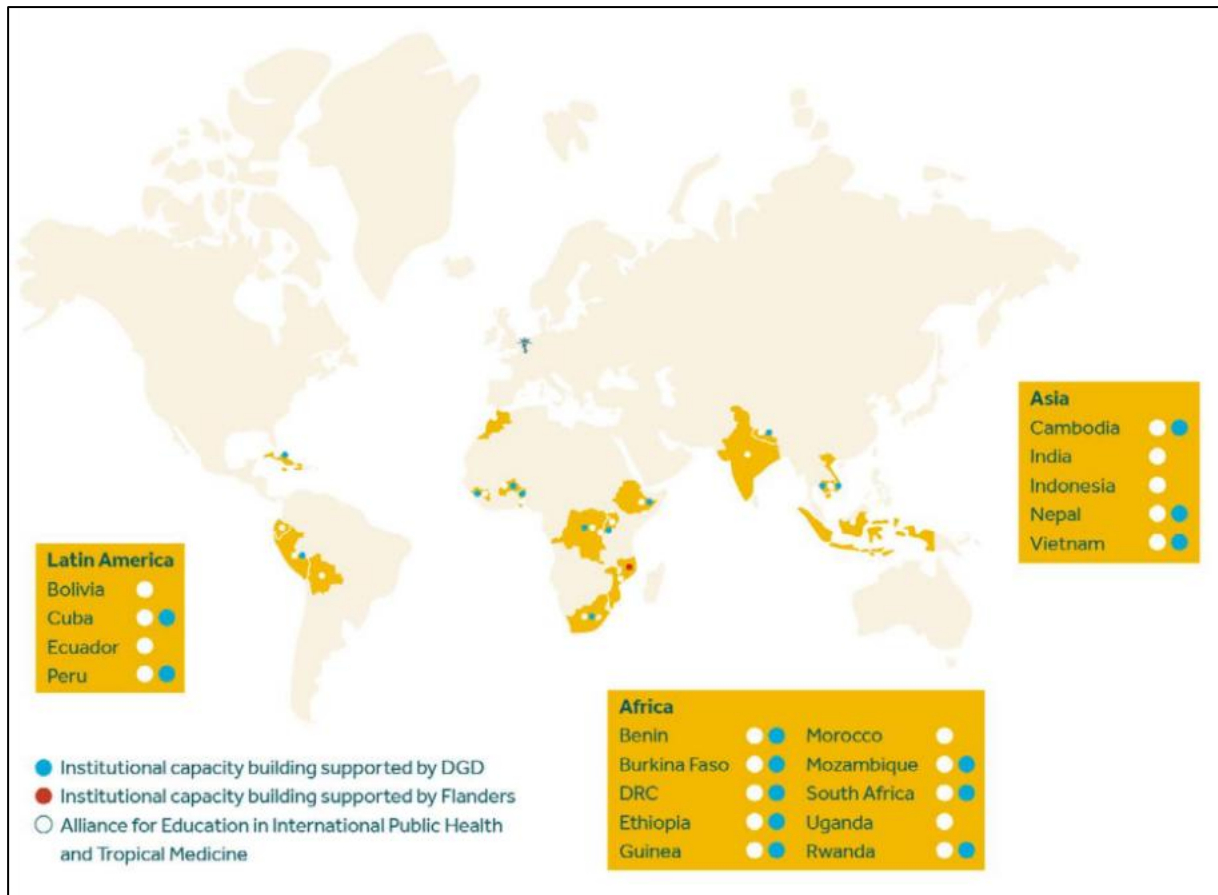 Asia
Cambodia
India
Indonesia
Nepal
Vietnam
Latin America
Bolivia
Cuba
Ecuador
Peru
Africa
Benin
Burkina Faso
DRC
Ethiopia
Guinea
Morocco
Mozambique
South Africa
Uganda
Rwanda
Institutional capacity building supported by DGD
Institutional capacity building supported by Flanders
Alliance for Education in International Public Health
and Tropical Medicine